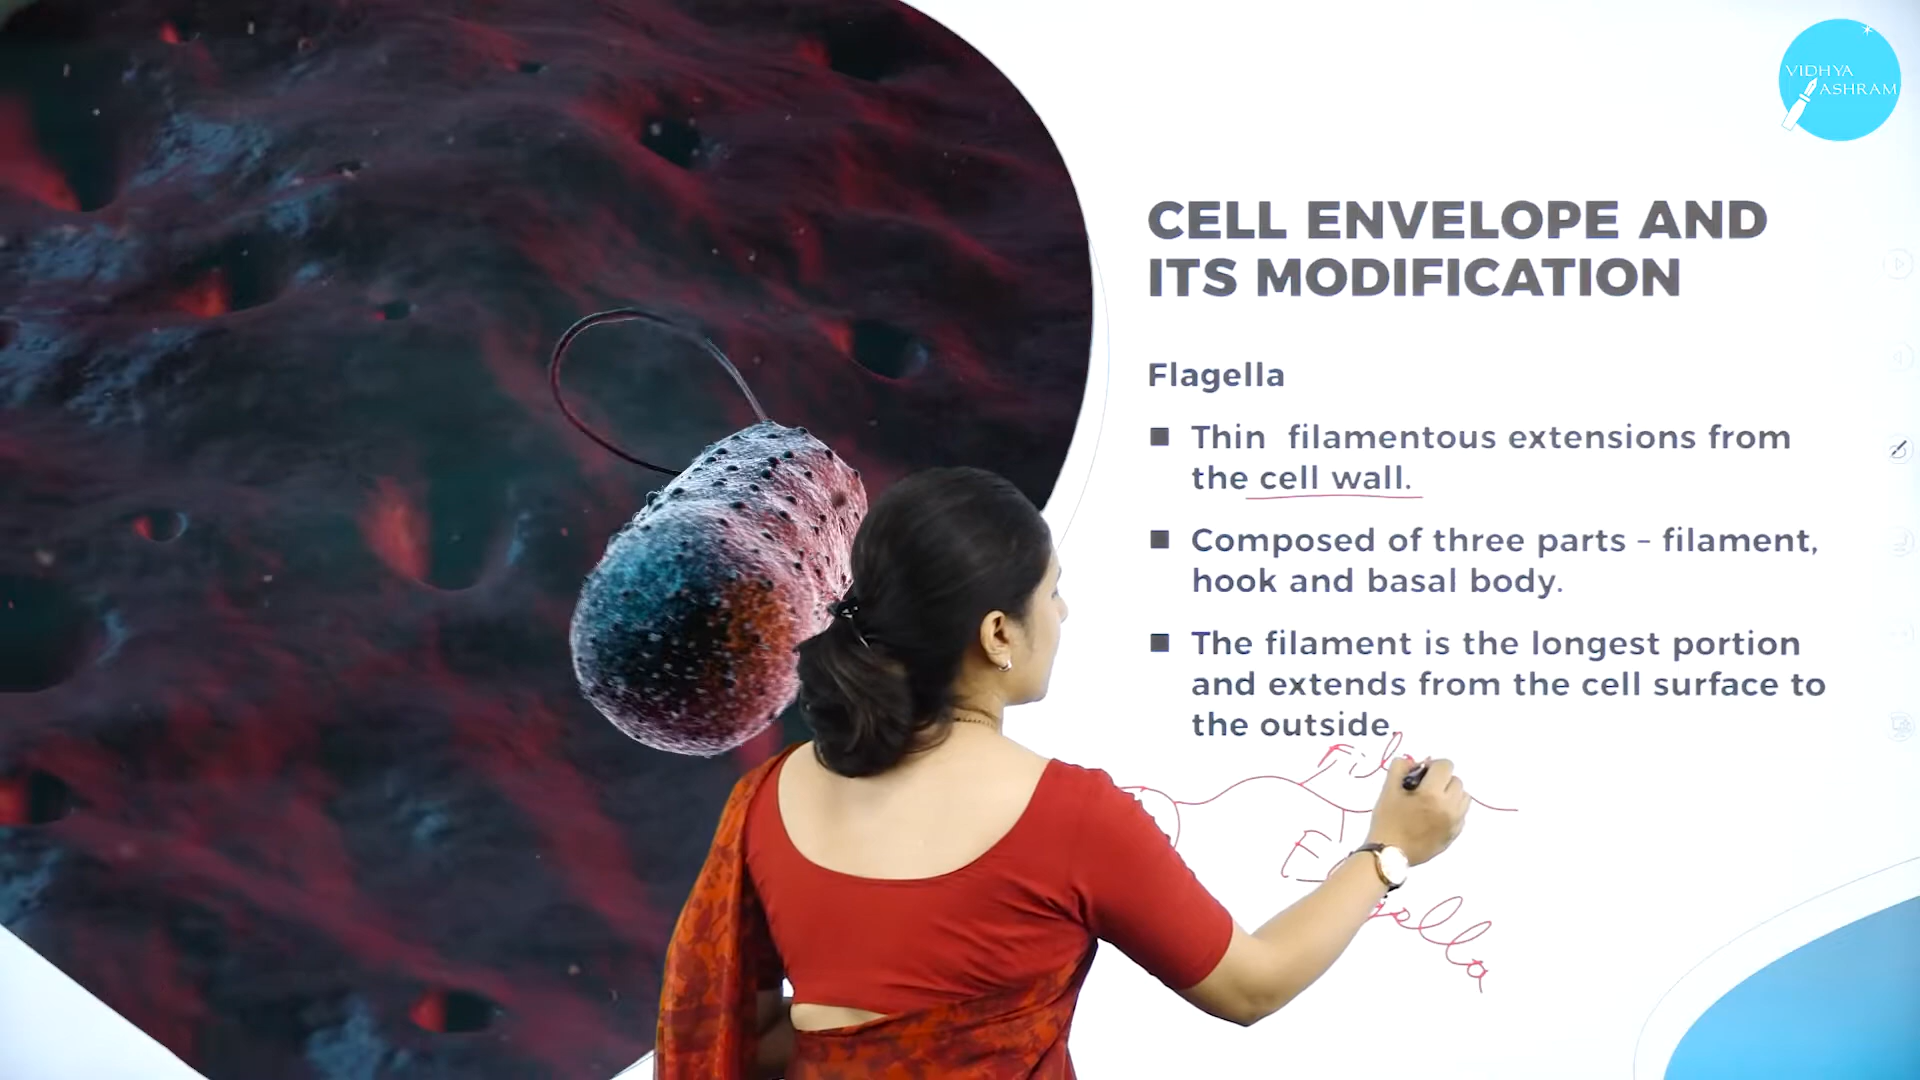 VIDHYA
ASHRAM
CELL ENVELOPE AND
ITS MODIFICATION
Flagella
■ Thin filamentous extensions from
the cell wall.
■ Composed of three parts – filament,
hook and basal body.
■ The filament is the longest portion
and extends from the cell surface to
the outside.
Fil